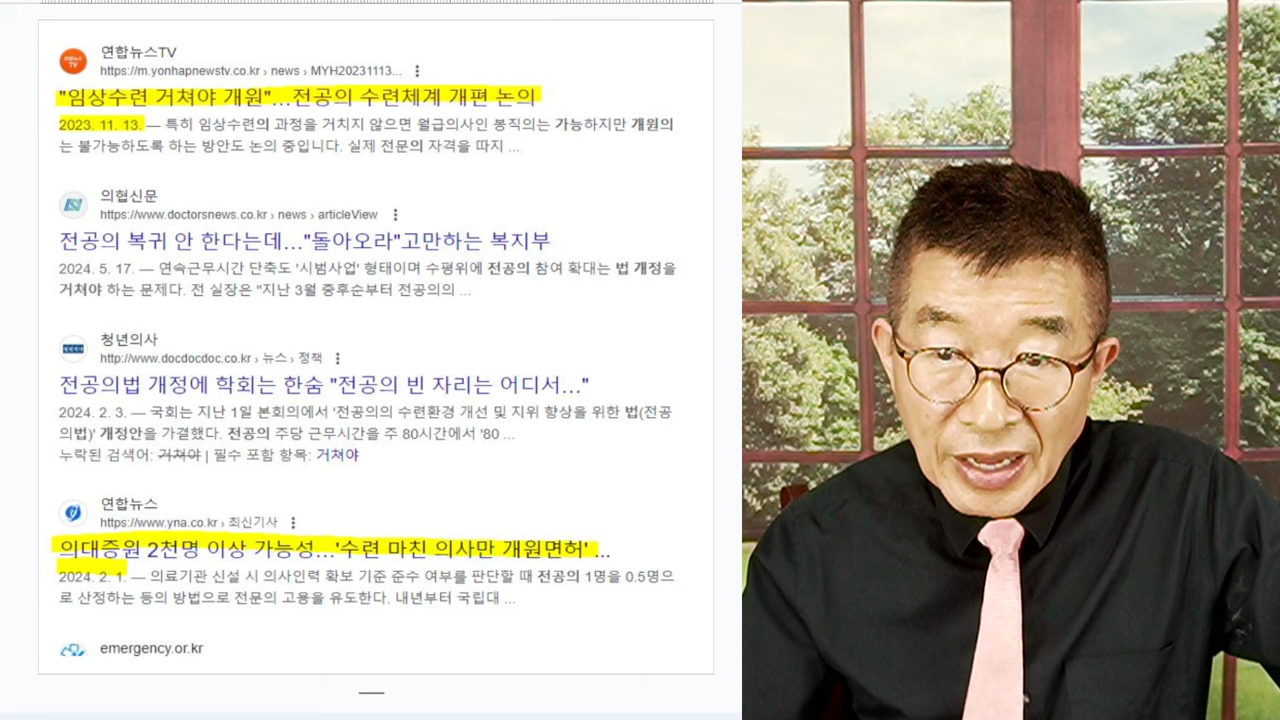 연합뉴스TV
https://m.yonhapnewstv.co.kr › news › MYH20231113...
"임상수련 거쳐야 개원"...전공의 수련체계 개편 논의
2023. 11. 13. — 특히 임상수련의 과정을 거치지 않으면 월급의사인 봉직의는 가능하지만 개원의
는 불가능하도록 하는 방안도 논의 중입니다. 실제 전문의 자격을 따지 ...
의협신문
https://www.doctorsnews.co.kr › news › articleView
전공의 복귀 안 한다는데..."돌아오라"고만하는 복지부
2024. 5. 17. — 연속근무시간 단축도 '시범사업' 형태이며 수평위에 전공의 참여 확대는 법 개정을
거쳐야 하는 문제다. 전 실장은 "지난 3월 중후순부터 전공의의 ...
청년의사
http://www.docdocdoc.co.kr › 뉴스 › 정책
전공의법 개정에 학회는 한숨 "전공의 빈 자리는 어디서..."
2024. 2. 3. — 국회는 지난 1일 본회의에서 '전공의의 수련환경 개선 및 지위 향상을 위한 법(전공
의법)' 개정안을 가결했다. 전공의 주당 근무시간을 주 80시간에서 '80 ...
누락된 검색어: 거쳐야 | 필수 포함 항목: 거쳐야
연합뉴스
https://www.yna.co.kr › 최신기사
의대증원 2천명 이상 가능성...'수련 마친 의사만 개원면허' ...
2024. 2. 1. — 의료기관 신설 시 의사인력 확보 기준 준수 여부를 판단할 때 전공의 1명을 0.5명으
로 산정하는 등의 방법으로 전문의 고용을 유도한다. 내년부터 국립대 ...
emergency.or.kr